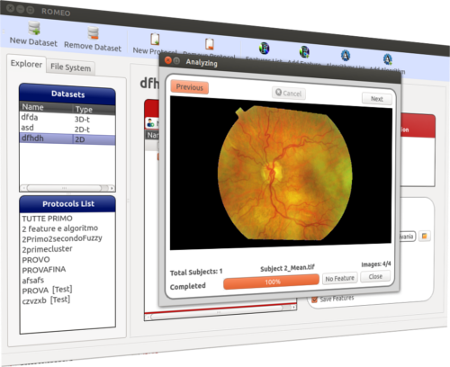 ROMEO
New Dataset
Remove Dataset
New Protocol
Explorer
File System
Analyzing
Previous
Cancel
Next
Datasets
Name Type
dfda 3D-t
asd 2D-t
dfhdh 2D
Protocols List
TUTTE PRIMO
2 feature e algoritmo
2Primo2secondoFuzzy
2primecluster
PROVO
PROVAFINA
afsafs
PROVA [Test]
czvzxb [Test]
Total Subjects: 1
Subject 2_Mean.tif
Images: 4/4
Completed
100%
No Feature
Close
Save Features